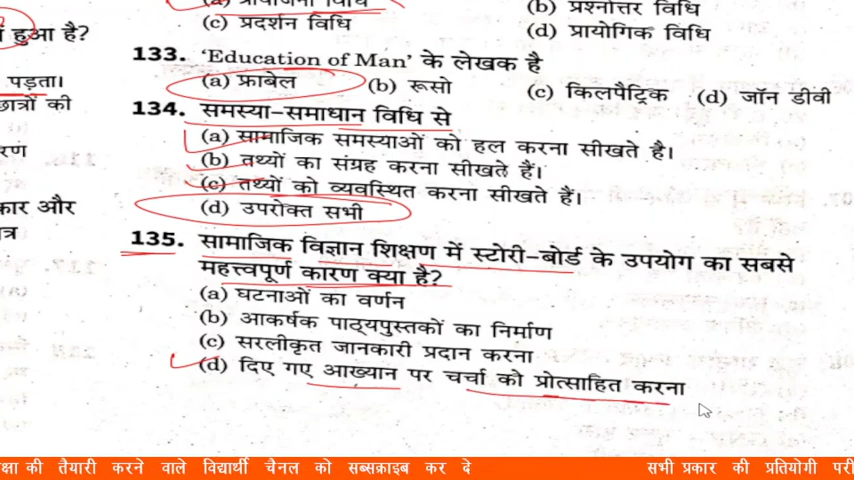 (a) प्रायोजना विधि
(b) प्रश्नोत्तर विधि
(c) प्रदर्शन विधि
(d) प्रायोगिक विधि
हुआ है?
133. ‘Education of Man’ के लेखक है
(a) फ्राबेल (b) रूसो (c) किलपैट्रिक (d) जॉन डीवी
पड़ता।
छात्रों की
134. समस्या-समाधान विधि से
(a) सामाजिक समस्याओं को हल करना सीखते है।
(b) तथ्यों का संग्रह करना सीखते हैं।
(c) तथ्यों को व्यवस्थित करना सीखते हैं।
(d) उपरोक्त सभी
कार और
135. सामाजिक विज्ञान शिक्षण में स्टोरी-बोर्ड के उपयोग का सबसे
महत्त्वपूर्ण कारण क्या है?
(a) घटनाओं का वर्णन
(b) आकर्षक पाठ्यपुस्तकों का निर्माण
(c) सरलीकृत जानकारी प्रदान करना
(d) दिए गए आख्यान पर चर्चा को प्रोत्साहित करना
की तैयारी करने वाले विद्यार्थी चैनल को सब्सक्राइब कर दे सभी प्रकार की प्रतियोगी